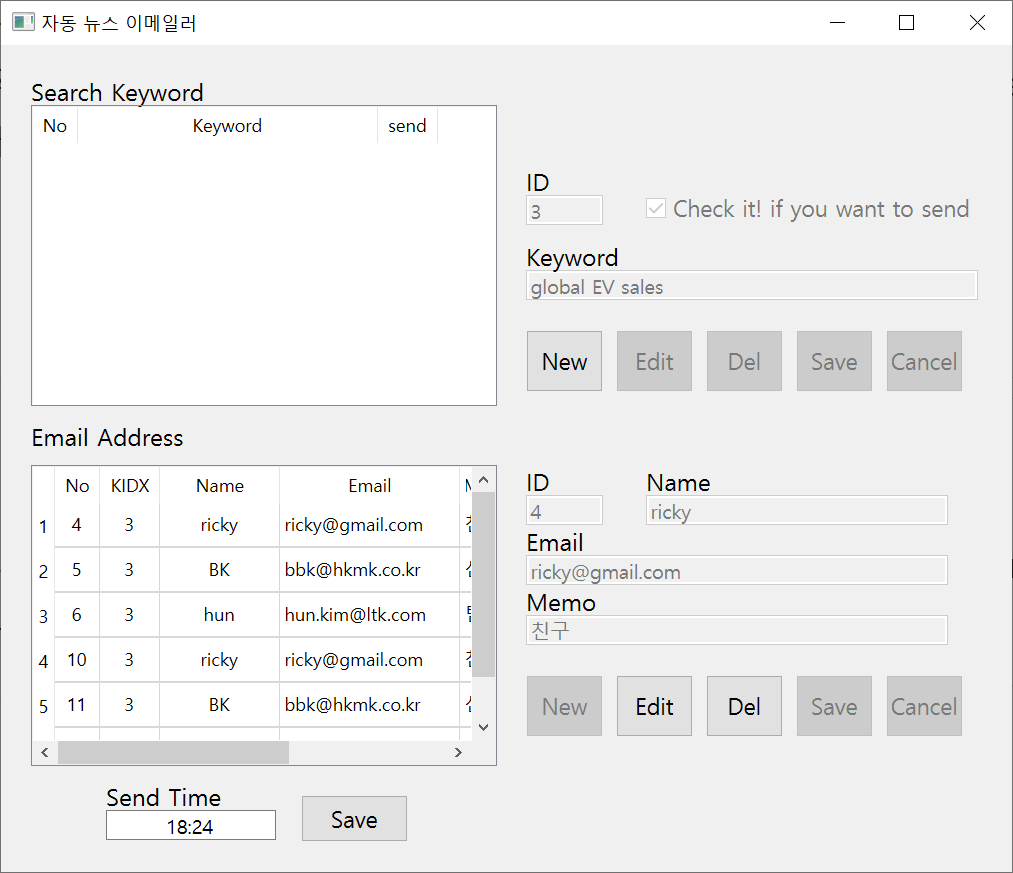 자동 뉴스 이메일러
Search Keyword
No Keyword send
ID
3 Check it! if you want to send
Keyword
global EV sales
New Edit Del Save Cancel
Email Address
No KIDX Name Email
1 4 3 ricky ricky@gmail.com
2 5 3 BK bbk@hkmk.co.kr
3 6 3 hun hun.kim@ltk.com
4 10 3 ricky ricky@gmail.com
5 11 3 BK bbk@hkmk.co.kr
ID Name
4 ricky
Email
ricky@gmail.com
Memo
친구
New Edit Del Save Cancel
Send Time
18:24 Save